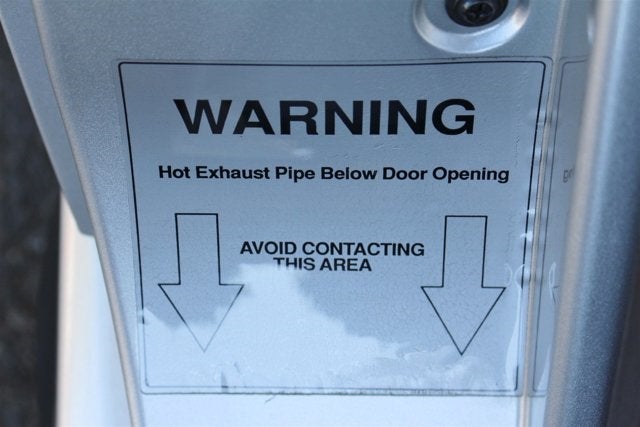 WARNING
Hot Exhaust Pipe Below Door Opening
AVOID CONTACTING
THIS AREA